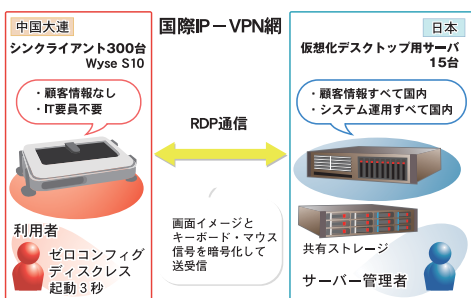 中国大連
国際IP－VPN網
日本
シンクライアント300台
Wyse S10
仮想化デスクトップ用サーバ
15台
・顧客情報なし
・IT要員不要
・顧客情報すべて国内
・システム運用すべて国内
RDP通信
画面イメージと
キーボード・マウス
信号を暗号化して
送受信
共有ストレージ
利用者
ゼロコンフィグ
ディスクレス
起動3秒
サーバー管理者